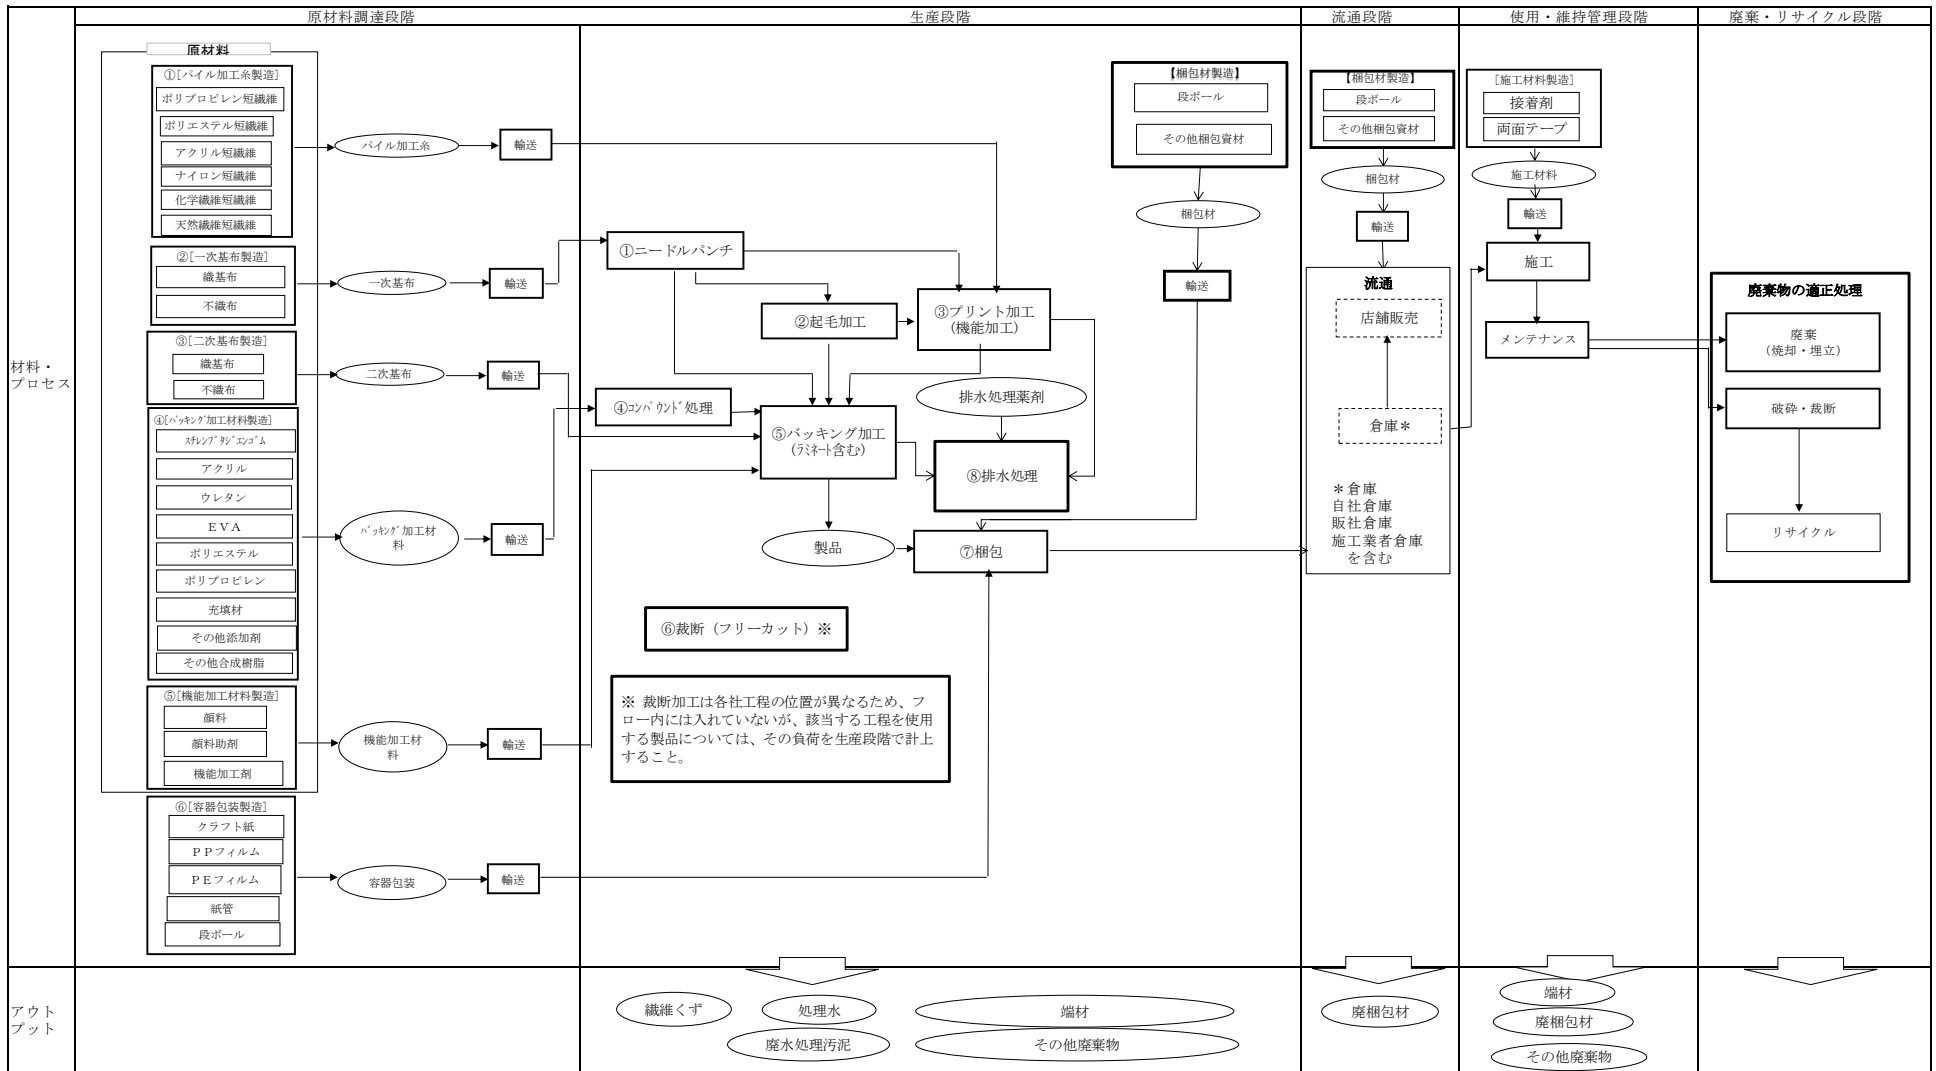 原材料調達段階
生産段階
流通段階
使用・維持管理段階
廃棄・リサイクル段階
材料・
プロセス
原材料
①[パイル加工糸製造]
ポリプロピレン短繊維
ポリエステル短繊維
アクリル短繊維
ナイロン短繊維
化学繊維短繊維
天然繊維短繊維
パイル加工糸
輸送
②[一次基布製造]
織基布
不織布
一次基布
輸送
③[二次基布製造]
織基布
不織布
二次基布
輸送
④[ﾊﾞｯｷﾝｸﾞ加工材料製造]
ｽﾁﾚﾝﾌﾞﾀｼﾞｴﾝｺﾞﾑ
アクリル
ウレタン
ＥＶＡ
ポリエステル
ポリプロピレン
充填材
その他添加剤
その他合成樹脂
ﾊﾞｯｷﾝｸﾞ加工材
料
輸送
⑤[機能加工材料製造]
顔料
顔料助剤
機能加工剤
機能加工材
料
輸送
⑥[容器包装製造]
クラフト紙
ＰＰフィルム
ＰＥフィルム
紙管
段ボール
容器包装
輸送
①ニードルパンチ
②起毛加工
③プリント加工
(機能加工)
④ｺﾝﾊﾟｳﾝﾄﾞ処理
⑤バッキング加工
(ﾗﾐﾈｰﾄ含む)
排水処理薬剤
⑧排水処理
製品
⑦梱包
⑥裁断（フリーカット）※
※ 裁断加工は各社工程の位置が異なるため、フ
ロー内には入れていないが、該当する工程を使用
する製品については、その負荷を生産段階で計上
すること。
【梱包材製造】
段ボール
その他梱包資材
梱包材
輸送
【梱包材製造】
段ボール
その他梱包資材
梱包材
輸送
流通
店舗販売
倉庫＊
＊倉庫
自社倉庫
販社倉庫
施工業者倉庫
を含む
[施工材料製造]
接着剤
両面テープ
施工材料
輸送
施工
メンテナンス
廃棄物の適正処理
廃棄
（焼却・埋立）
破砕・裁断
リサイクル
アウト
プット
繊維くず
処理水
廃水処理汚泥
端材
その他廃棄物
廃梱包材
端材
廃梱包材
その他廃棄物